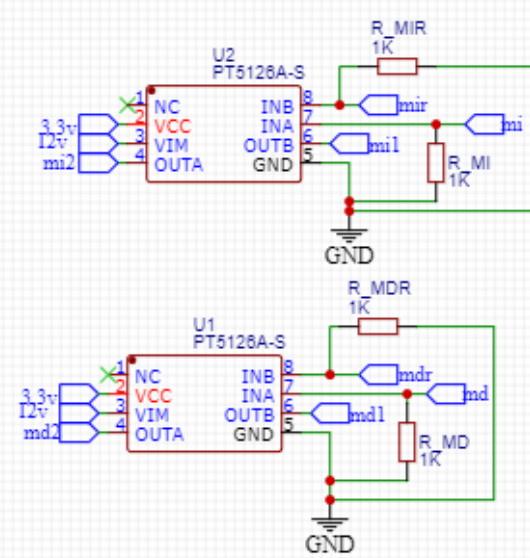 R_MIR
1K
U2
PT5126A-S
1 NC INB 8 mir
3.3v 2 VCC INA 7 mi
12v 3 VIM OUTB 6 mi1
mi2 4 OUTA GND 5
R_MI
1K
GND
R_MDR
1K
U1
PT5126A-S
1 NC INB 8 mdr
3.3v 2 VCC INA 7 md
12v 3 VIM OUTB 6 md1
md2 4 OUTA GND 5
R_MD
1K
GND